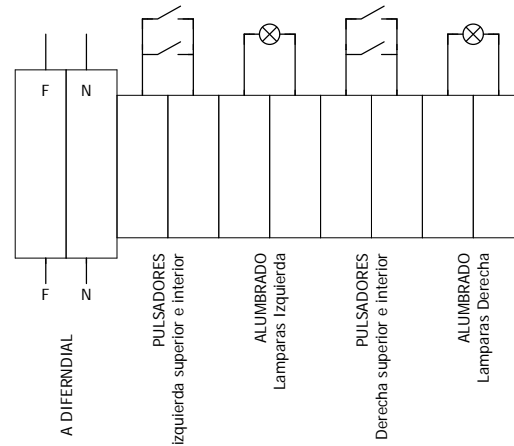 F N
F N
A DIFERNDIAL
PULSADORES
izquierda superior e interior
ALUMBRADO
Lamparas Izquierda
PULSADORES
Derecha superior e interior
ALUMBRADO
Lamparas Derecha